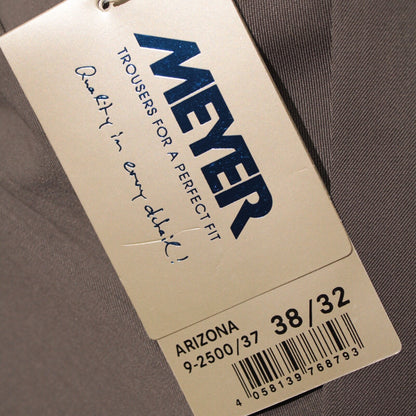 MEYER
TROUSERS FOR A PERFECT FIT
Quality in every detail!
ARIZONA
9-2500/37 38/32
4 058139 768793